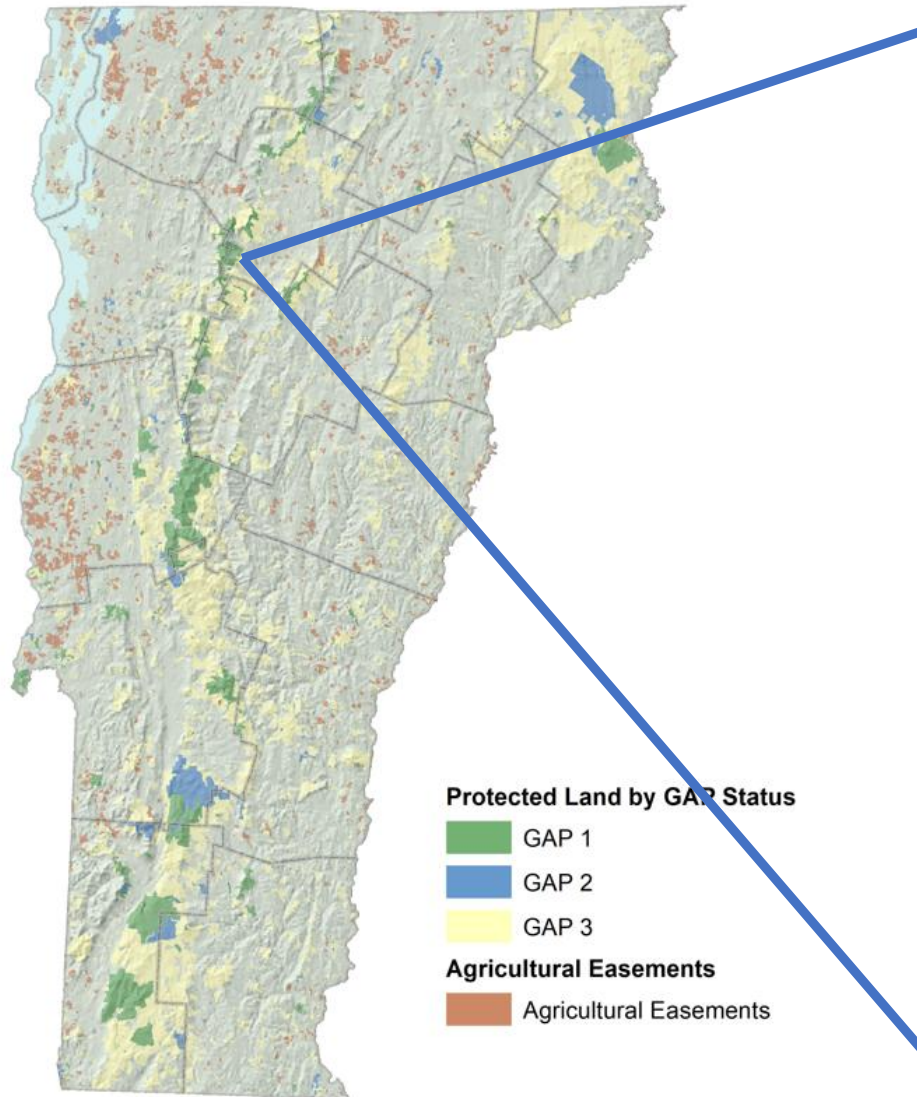 Protected Land by GAP Status
GAP 1
GAP 2
GAP 3
Agricultural Easements
Agricultural Easements